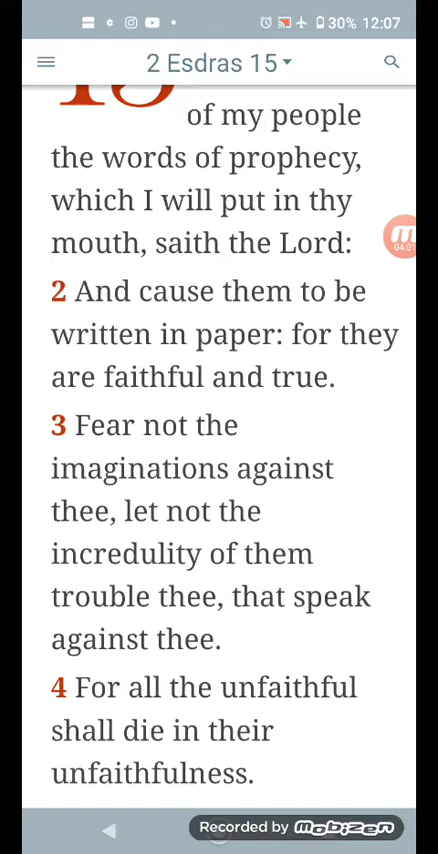 30% 12:07
2 Esdras 15
of my people
the words of prophecy,
which I will put in thy
mouth, saith the Lord:
04:01
2 And cause them to be
written in paper: for they
are faithful and true.
3 Fear not the
imaginations against
thee, let not the
incredulity of them
trouble thee, that speak
against thee.
4 For all the unfaithful
shall die in their
unfaithfulness.
Recorded by mobizen